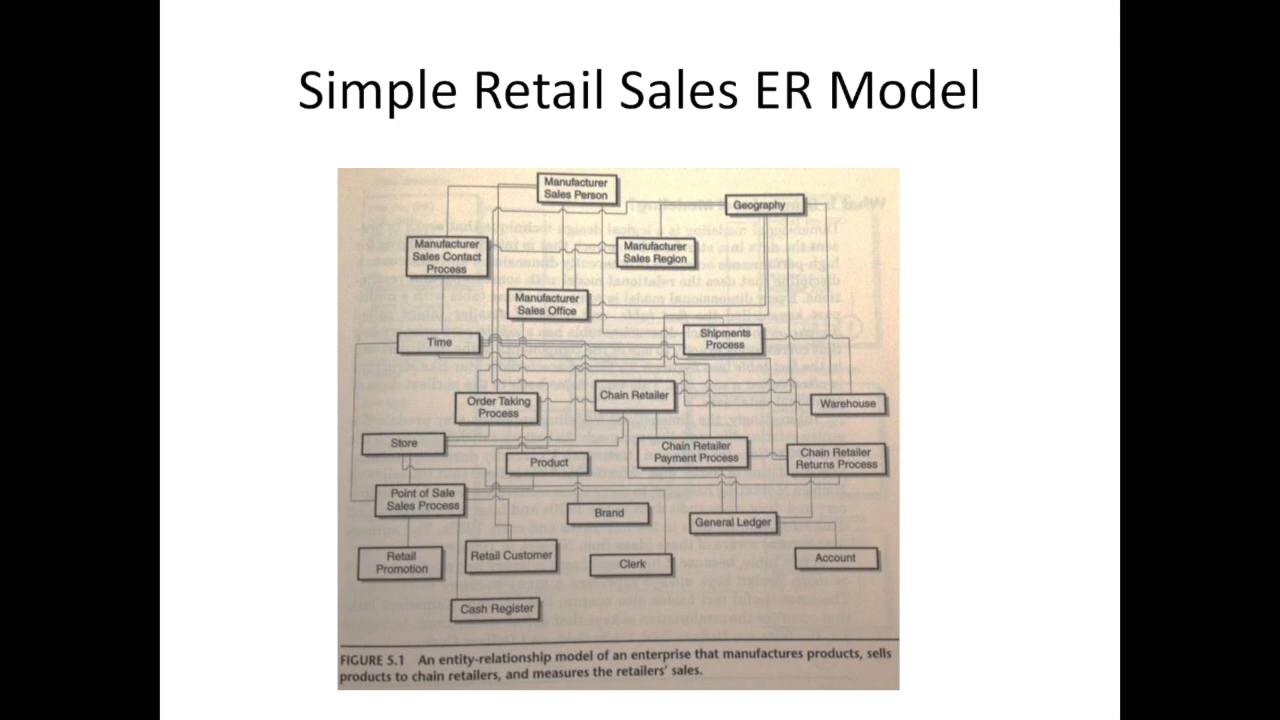 Simple Retail Sales ER Model
Manufacturer
Sales Person
Geography
Manufacturer
Sales Contact
Process
Manufacturer
Sales Region
Manufacturer
Sales Office
Shipments
Process
Time
Chain Retailer
Order Taking
Process
Warehouse
Store
Chain Retailer
Payment Process
Chain Retailer
Returns Process
Product
Point of Sale
Sales Process
Brand
General Ledger
Retail
Promotion
Retail Customer
Clerk
Account
Cash Register
FIGURE 5.1 An entity-relationship model of an enterprise that manufactures products, sells
products to chain retailers, and measures the retailers' sales.